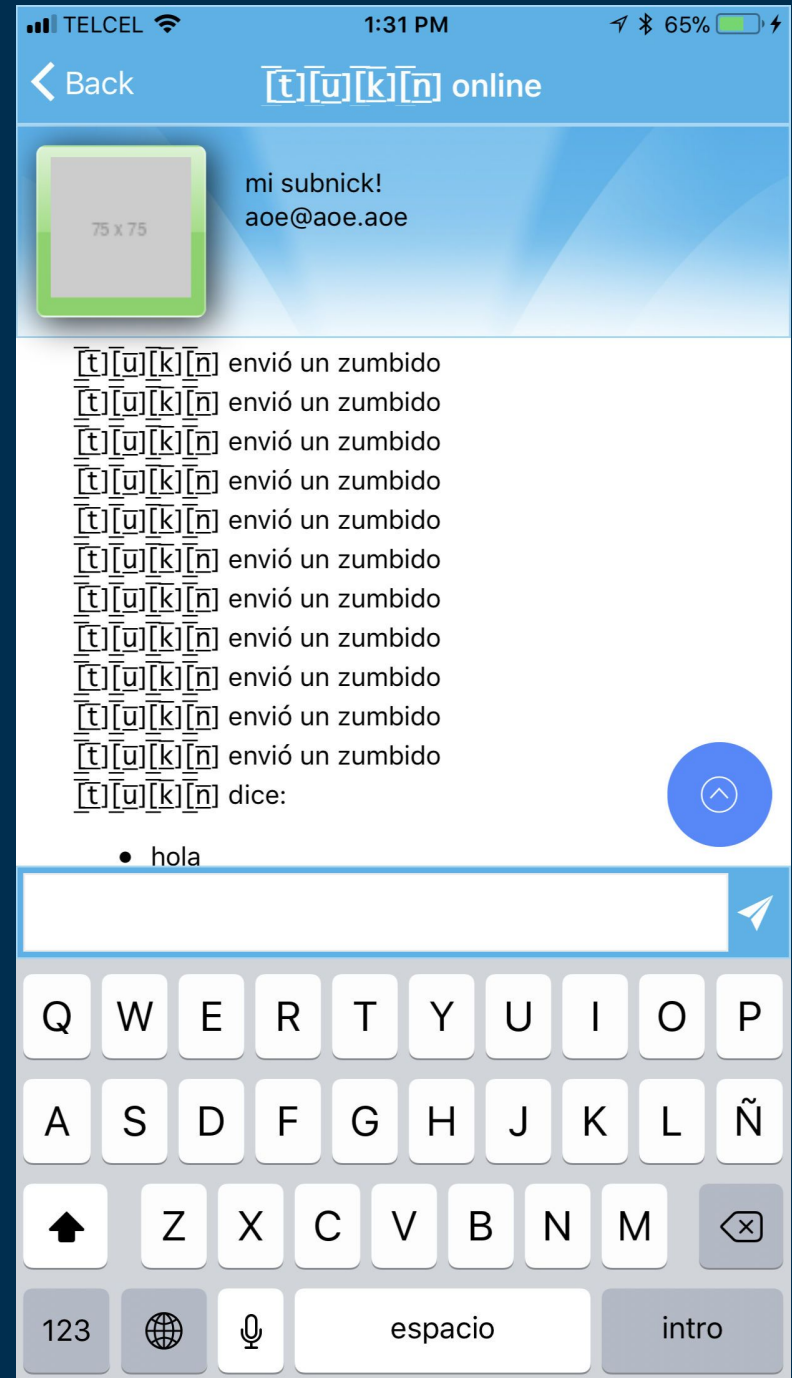 TELCEL 1:31 PM 65%
Back [̲̅t][̲̅u][̲̅k][̲̅n] online
mi subnick!
aoe@aoe.aoe
75 x 75
[̲̅t][̲̅u][̲̅k][̲̅n] envió un zumbido
[̲̅t][̲̅u][̲̅k][̲̅n] envió un zumbido
[̲̅t][̲̅u][̲̅k][̲̅n] envió un zumbido
[̲̅t][̲̅u][̲̅k][̲̅n] envió un zumbido
[̲̅t][̲̅u][̲̅k][̲̅n] envió un zumbido
[̲̅t][̲̅u][̲̅k][̲̅n] envió un zumbido
[̲̅t][̲̅u][̲̅k][̲̅n] envió un zumbido
[̲̅t][̲̅u][̲̅k][̲̅n] envió un zumbido
[̲̅t][̲̅u][̲̅k][̲̅n] envió un zumbido
[̲̅t][̲̅u][̲̅k][̲̅n] envió un zumbido
[̲̅t][̲̅u][̲̅k][̲̅n] envió un zumbido
[̲̅t][̲̅u][̲̅k][̲̅n] dice:
• hola
Q W E R T Y U I O P
A S D F G H J K L Ñ
Z X C V B N M
123 espacio intro